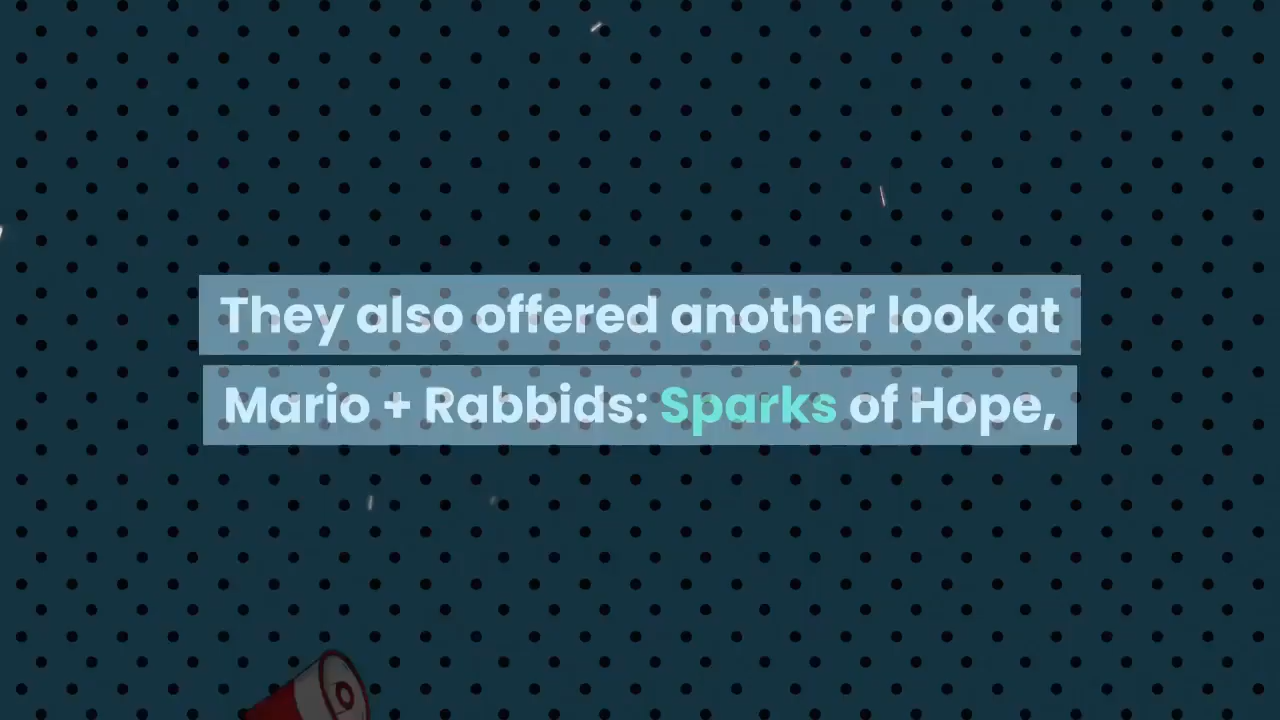 They also offered another look at
Mario + Rabbids: Sparks of Hope,